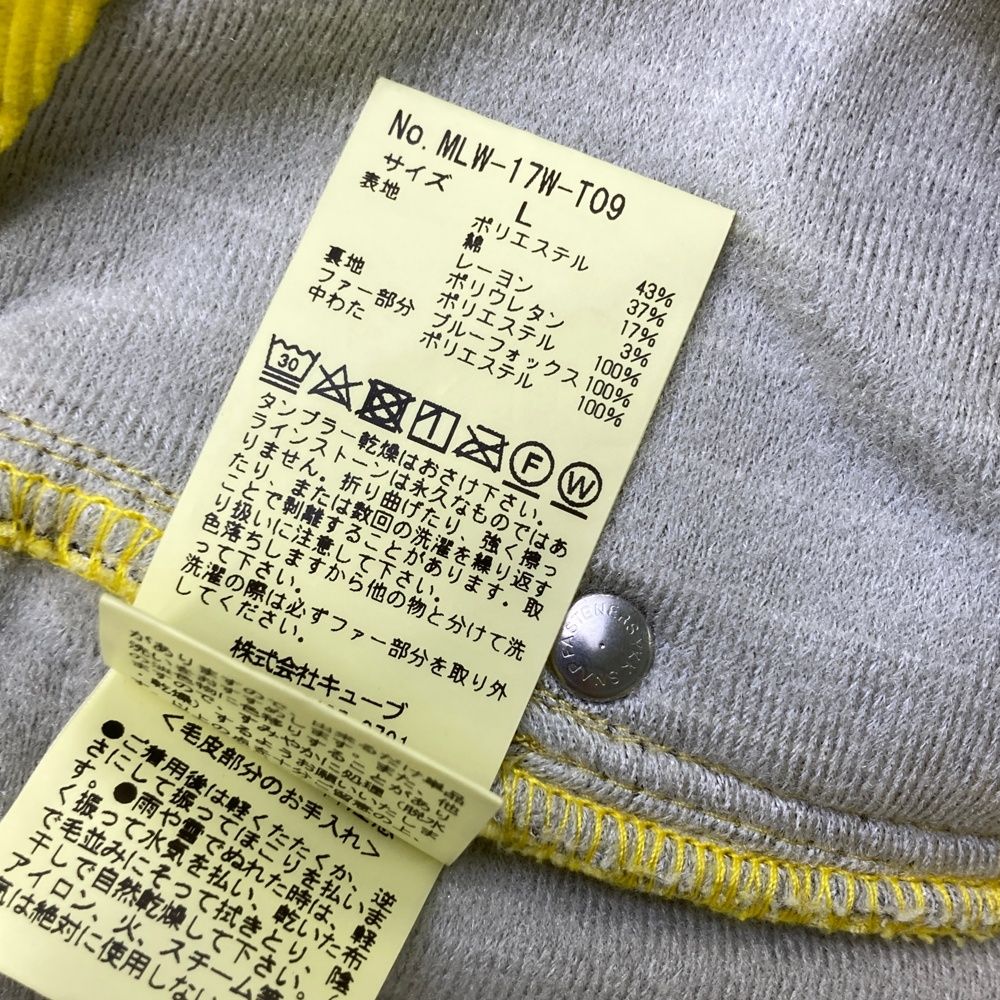 No. MLW-17W-T09
サイズ L
表地 ポリエステル 43%
綿 37%
レーヨン 17%
ポリウレタン 3%
裏地 ポリエステル 100%
ファー部分 ブルーフォックス 100%
中わた ポリエステル 100%
30
F
W
タンブラー乾燥はおさけ下さい。
ラインストーンは永久なものではあ
りません。折り曲げたり、強く擦っ
たり、または数回の洗濯を繰り返す
ことで剥離することがあります。取
り扱いに注意して下さい。
色落ちしますから他の物と分けて洗
って下さい。
洗濯の際は必ずファー部分を取り外
してください。
株式会社キューブ
<毛皮部分のお手入れ>
●ご着用後は軽くたたくか、逆
さにして振ってほこりを払いま
す。●雨や雪でぬれた時は、軽
く振って水気を払い、乾いた布
で毛並みにそって拭きとり、陰
干しで自然乾燥して下さい。
アイロン、火、スチーム
は絶対に使用しない
SNAP FASTENERS YKK